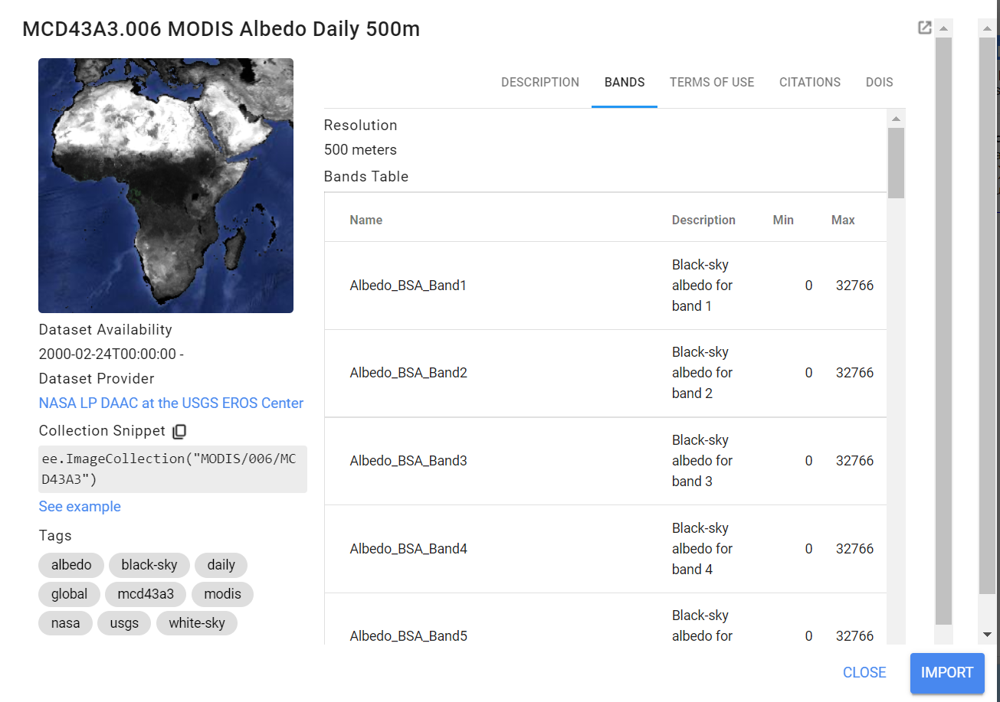 MCD43A3.006 MODIS Albedo Daily 500m
DESCRIPTION BANDS TERMS OF USE CITATIONS DOIS
Dataset Availability
2000-02-24T00:00:00 -
Dataset Provider
NASA LP DAAC at the USGS EROS Center
Collection Snippet
ee.ImageCollection("MODIS/006/MC
D43A3")
See example
Tags
albedo black-sky daily
global mcd43a3 modis
nasa usgs white-sky
Resolution
500 meters
Bands Table
Name Description Min Max
Albedo_BSA_Band1 Black-sky albedo for band 1 0 32766
Albedo_BSA_Band2 Black-sky albedo for band 2 0 32766
Albedo_BSA_Band3 Black-sky albedo for band 3 0 32766
Albedo_BSA_Band4 Black-sky albedo for band 4 0 32766
Albedo_BSA_Band5 Black-sky albedo for 0 32766
CLOSE IMPORT